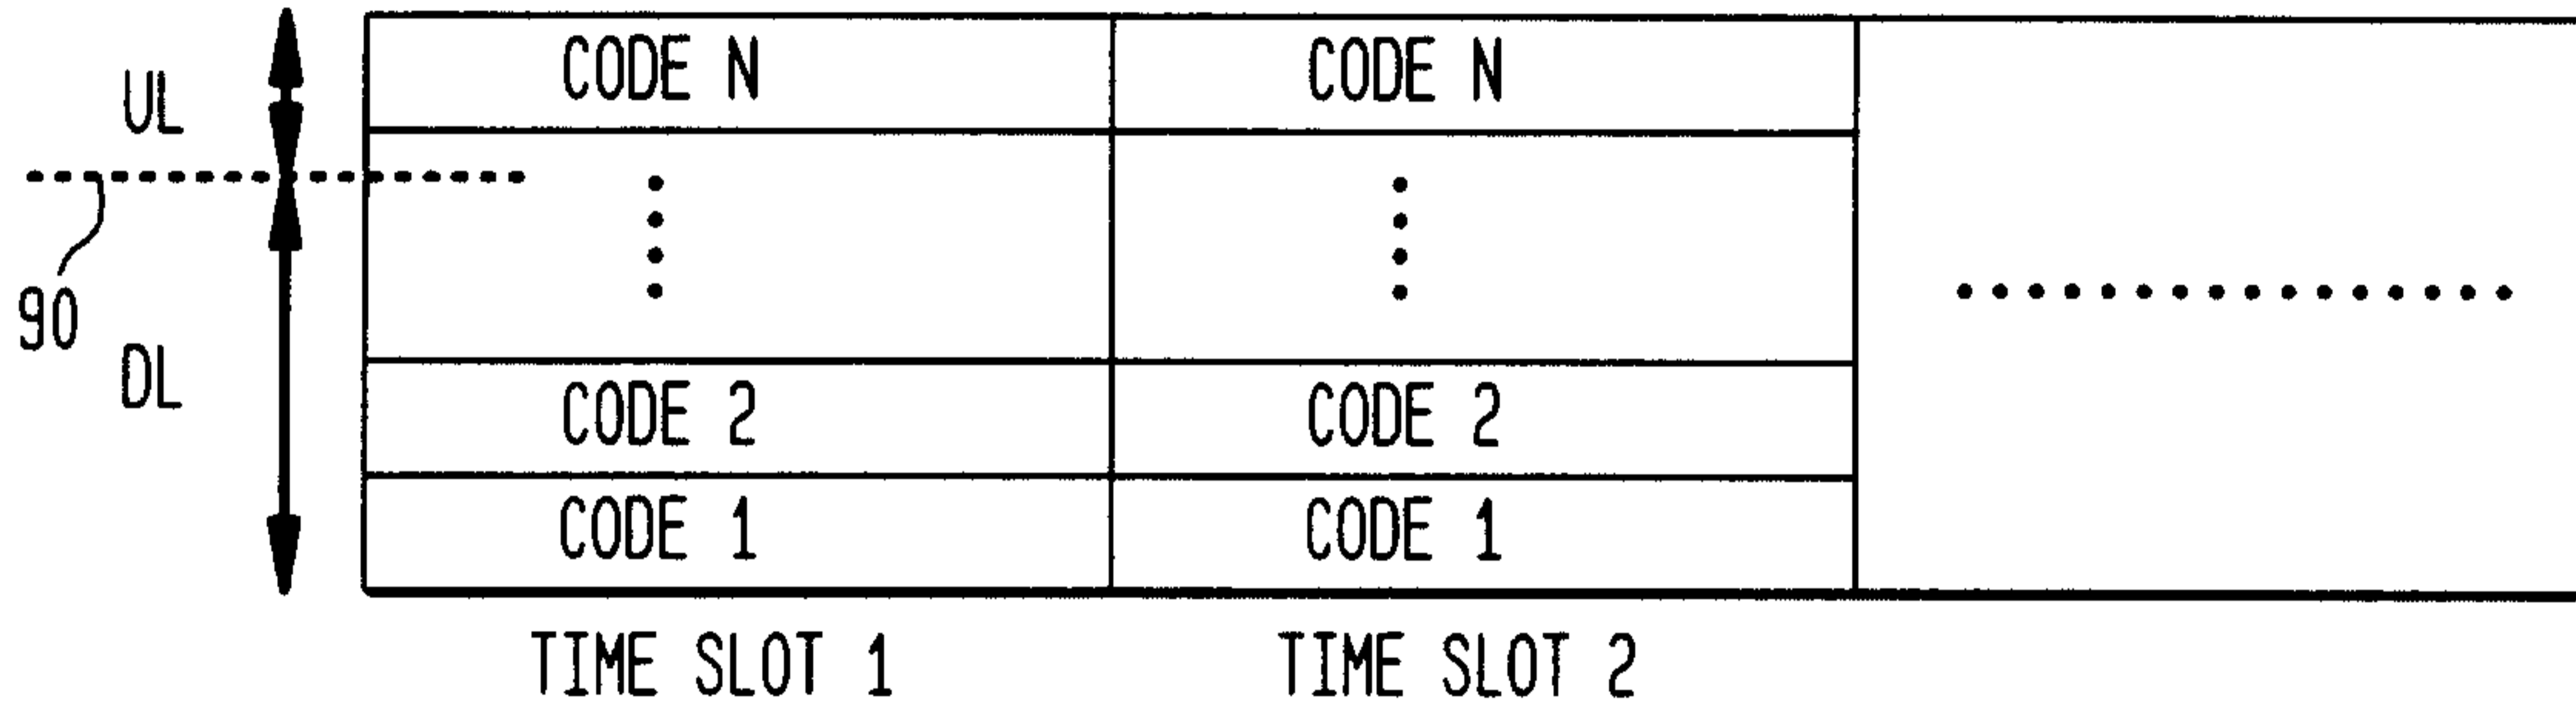 CODE N CODE N
UL
90
DL
CODE 2 CODE 2
CODE 1 CODE 1
TIME SLOT 1 TIME SLOT 2